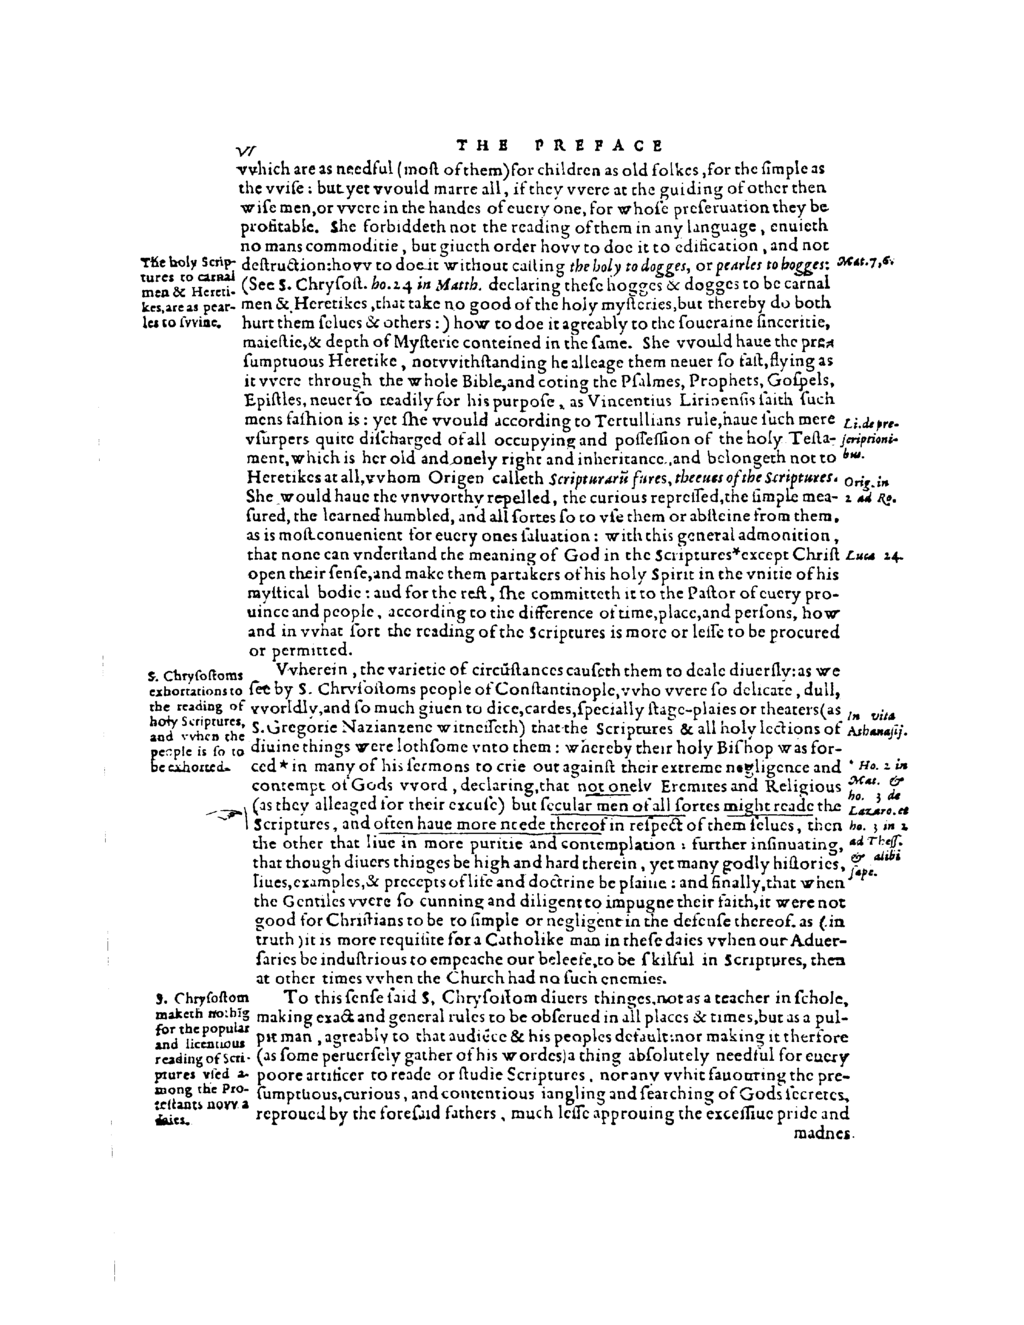 VI THE PREFACE
vvhich are as needful (moſt of them) for children as old folkes, for the ſimple as
the vviſe: but yet vvould marre all, if they vvere at the guiding of other then
wiſe men, or vvere in the handes of euery one, for whoſe preſeruation they be
profitable. She forbiddeth not the reading of them in any language, enuieth
no mans commoditie, but giueth order hovv to doe it to edification, and not
deſtruction: hovv to doe it without caſting the holy to dogges, or pearles to hogges:
(See S. Chryſoſt. ho. 24 in Matth. declaring theſe hogges & dogges to be carnal
men & Heretikes, that take no good of the holy myſteries, but thereby do both
hurt them ſelues & others:) how to doe it agreably to the ſoueraine ſinceritie,
maieſtie, & depth of Myſterie conteined in the ſame. She vvould haue the pre-
ſumptuous Heretike, notvvithſtanding he alleage them neuer ſo faſt, flying as
it vvere through the whole Bible, and coting the Pſalmes, Prophets, Goſpels,
Epiſtles, neuer ſo readily for his purpoſe, as Vincentius Lirinenſis ſaith ſuch
mens faſhion is: yet ſhe vvould according to Tertullians rule, haue ſuch mere
vſurpers quite diſcharged of all occupying and poſſeſſion of the holy Teſta-
ment, which is her old and onely right and inheritance, and belongeth not to
Heretikes at all, vvhom Origen calleth Scripturarū fures, theeues of the Scriptures.
She would haue the vnvvorthy repelled, the curious repreſſed, the ſimple mea-
ſured, the learned humbled, and all ſortes ſo to vſe them or abſteine from them,
as is moſt conuenient for euery ones ſaluation: with this general admonition,
that none can vnderſtand the meaning of God in the Scriptures * except Chriſt
open their ſenſe, and make them partakers of his holy Spirit in the vnitie of his
myſtical bodie: and for the reſt, ſhe committeth it to the Paſtor of euery pro-
uince and people, according to the difference of time, place, and perſons, how
and in vvhat ſort the reading of the Scriptures is more or leſſe to be procured
or permitted.
Vvherein, the varietie of circūſtances cauſeth them to deale diuerſly: as we
ſee by S. Chryſoſtoms people of Conſtantinople, vvho vvere ſo delicate, dull,
vvorldly, and ſo much giuen to dice, cardes, ſpecially ſtage-plaies or theaters (as
S. Gregorie Nazianzene witneſſeth) that the Scriptures & all holy lections of
diuine things were lothſome vnto them: whereby their holy Biſhop was for-
ced * in many of his ſermons to crie out againſt their extreme negligence and
contempt of Gods vvord, declaring, that not onely Eremites and Religious
(as they alleaged for their excuſe) but ſecular men of all ſortes might reade the
Scriptures, and often haue more neede thereof in reſpect of them ſelues, then
the other that liue in more puritie and contemplation: further inſinuating,
that though diuers thinges be high and hard therein, yet many godly hiſtories,
liues, examples, & precepts of life and doctrine be plaine: and finally, that when
the Gentiles vvere ſo cunning and diligent to impugne their faith, it were not
good for Chriſtians to be to ſimple or negligent in the defenſe thereof. as (in
truth) it is more requiſite for a Catholike man in theſe daies vvhen our Aduer-
ſaries be induſtrious to empeache our beleefe, to be ſkilful in Scriptures, then
at other times vvhen the Church had no ſuch enemies.
To this ſenſe ſaid S. Chryſoſtom diuers thinges, not as a teacher in ſchole,
making exact and general rules to be obſerued in all places & times, but as a pul-
pit man, agreably to that audiēce & his peoples default: nor making it therfore
(as ſome peruerſely gather of his wordes) a thing abſolutely needful for euery
poore artificer to reade or ſtudie Scriptures, nor any vvhit fauouring the pre-
ſumptuous, curious, and contentious iangling and ſearching of Gods ſecretes,
reproued by the foreſaid fathers, much leſſe approuing the exceſſiue pride and
madnes
The holy Scrip-
tures to carnal
men & Hereti-
kes, are as pear-
les to ſvvine.
S. Chryſoſtoms
exhortations to
the reading of
holy Scriptures,
and vvhen the
people is ſo to
be exhorted.
S. Chryſoſtom
maketh nothīg
for the popular
and licentious
reading of Scri-
ptures vſed a-
mong the Pro-
teſtants novv a
daies.
Mat. 7, 6.
Li. de præ-
ſcriptioni-
bus.
Orig. in
2 ad Ro.
Luca 24.
In vita
Athanaſij.
* Ho. 2 in
Mat. &
ho. 3 de
Lazaro. et
ho. 3 in 2
ad Theſſ.
& alibi
ſæpe.